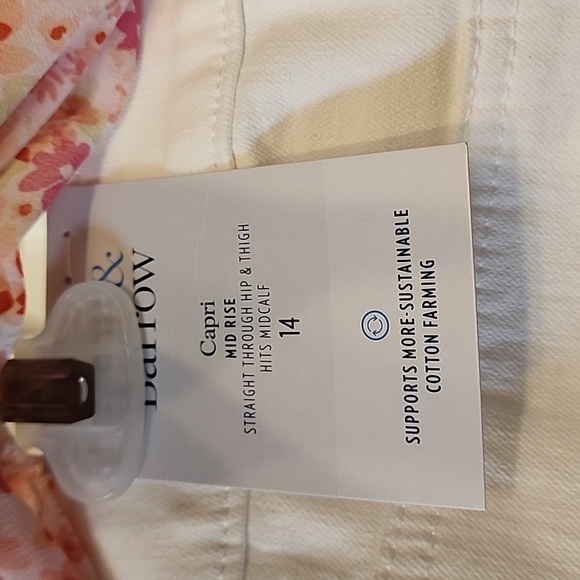 &
Barrow
Capri
MID RISE
STRAIGHT THROUGH HIP & THIGH
HITS MIDCALF
14
SUPPORTS MORE-SUSTAINABLE
COTTON FARMING